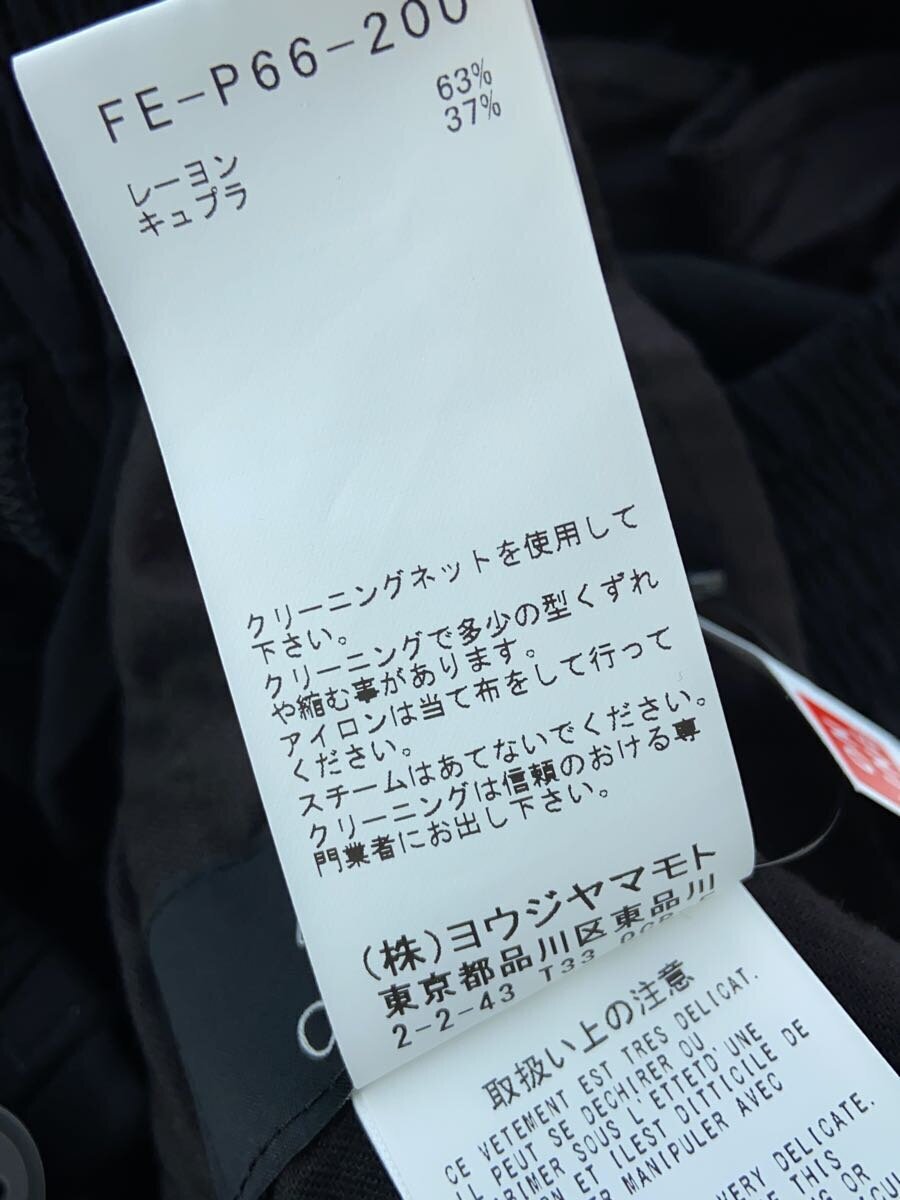 FE-P66-200
レーヨン 63%
キュプラ 37%
クリーニングネットを使用して
下さい。
クリーニングで多少の型くずれ
や縮む事があります。
アイロンは当て布をして行って
ください。
スチームはあてないでください。
クリーニングは信頼のおける専
門業者にお出し下さい。
(株)ヨウジヤマモト
東京都品川区東品川
2-2-43 T33
取扱い上の注意
CE VETEMENT EST TRES DELICAT.
IL PEUT SE DECHIRER OU
SOUS L'ETTETD'UNE
ET ILEST DITTICILE DE
MANIPULER AVEC
VERY DELICATE.
THIS
OR